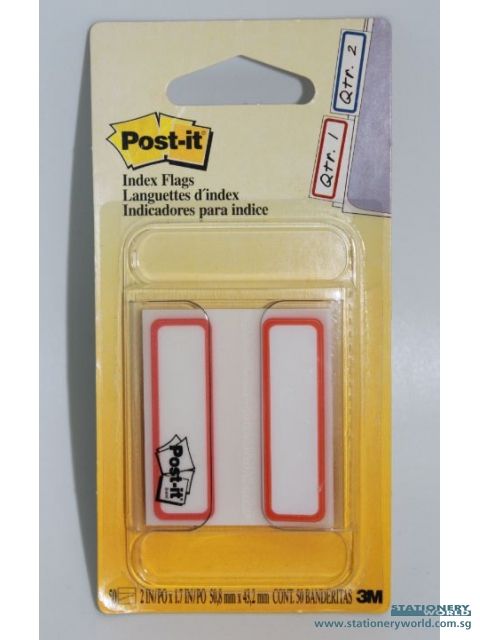 Qtr. 2
Qtr. 1
Post-it
Index Flags
Languettes d'index
Indicadores para indice
Post-it
50 2 IN/PO x 1.7 IN/PO 50,8 mm x 43,2 mm CONT. 50 BANDERITAS 3M
STATIONERY
WORLD
www.stationeryworld.com.sg